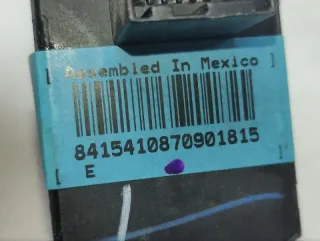 [ Assembled In Mexico ]
8415410870901815
[ E ]